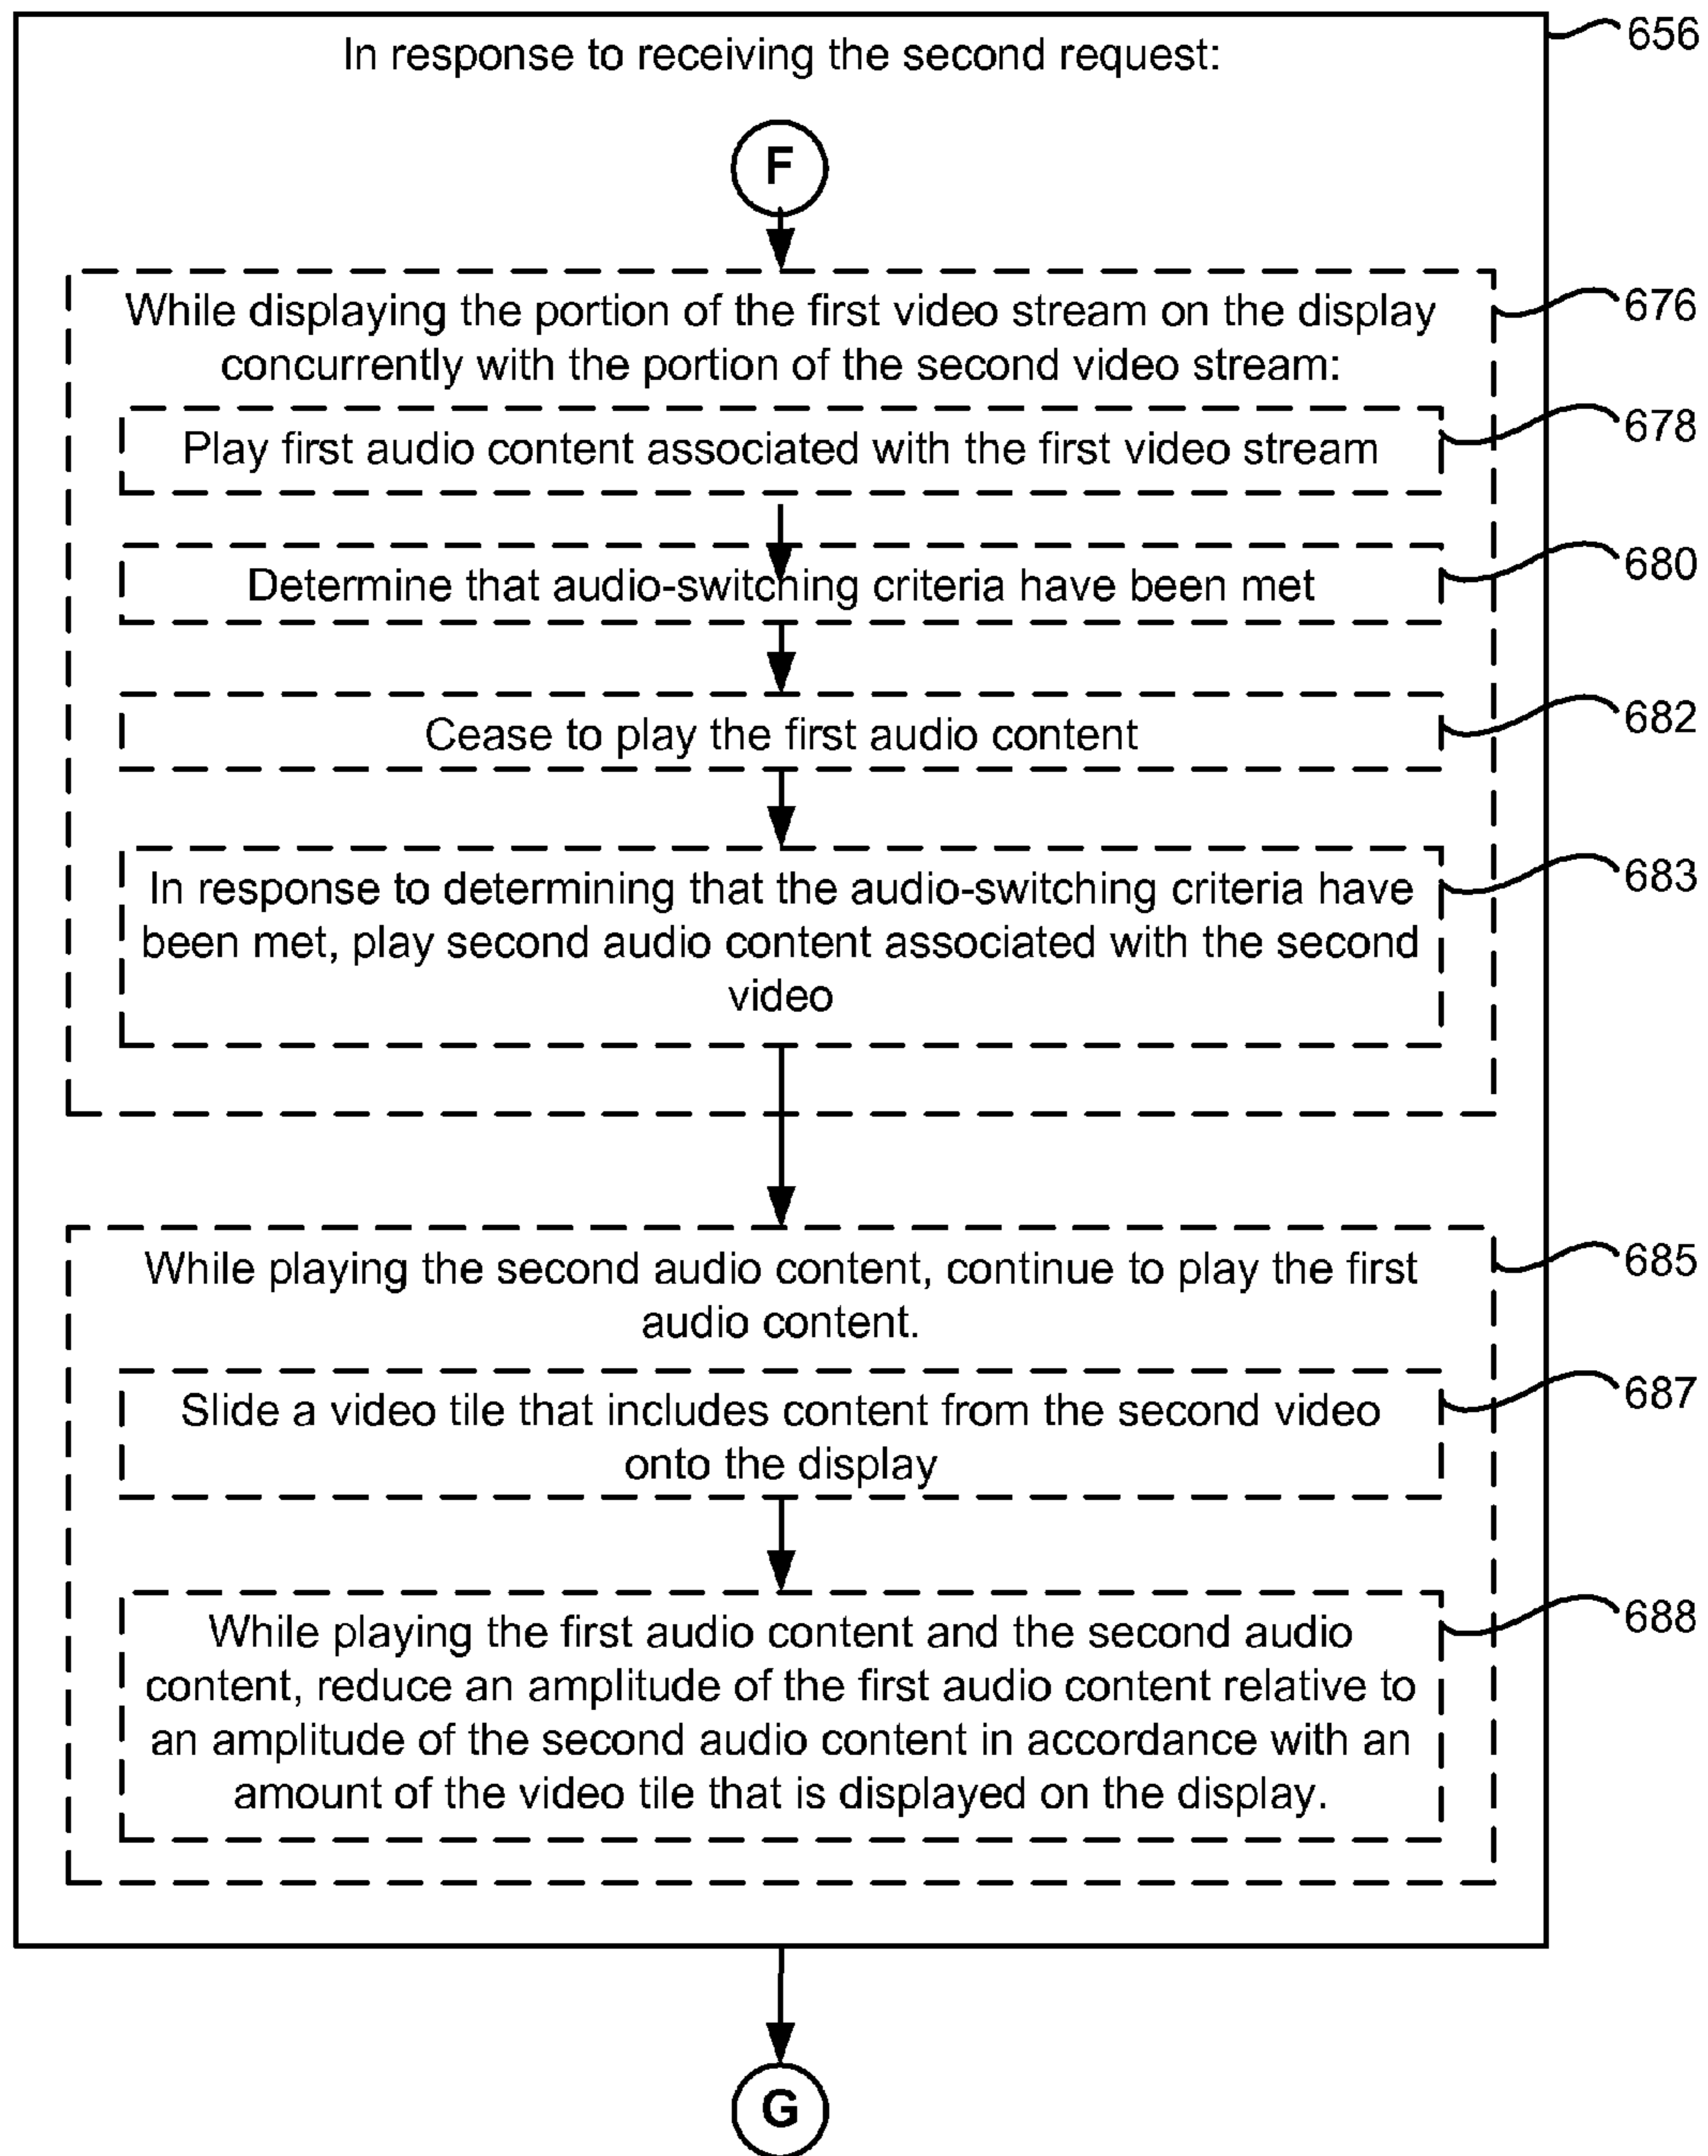 In response to receiving the second request:
656
F
While displaying the portion of the first video stream on the display
concurrently with the portion of the second video stream:
676
Play first audio content associated with the first video stream
678
Determine that audio-switching criteria have been met
680
Cease to play the first audio content
682
In response to determining that the audio-switching criteria have
been met, play second audio content associated with the second
video
683
While playing the second audio content, continue to play the first
audio content.
685
Slide a video tile that includes content from the second video
onto the display
687
While playing the first audio content and the second audio
content, reduce an amplitude of the first audio content relative to
an amplitude of the second audio content in accordance with an
amount of the video tile that is displayed on the display.
688
G